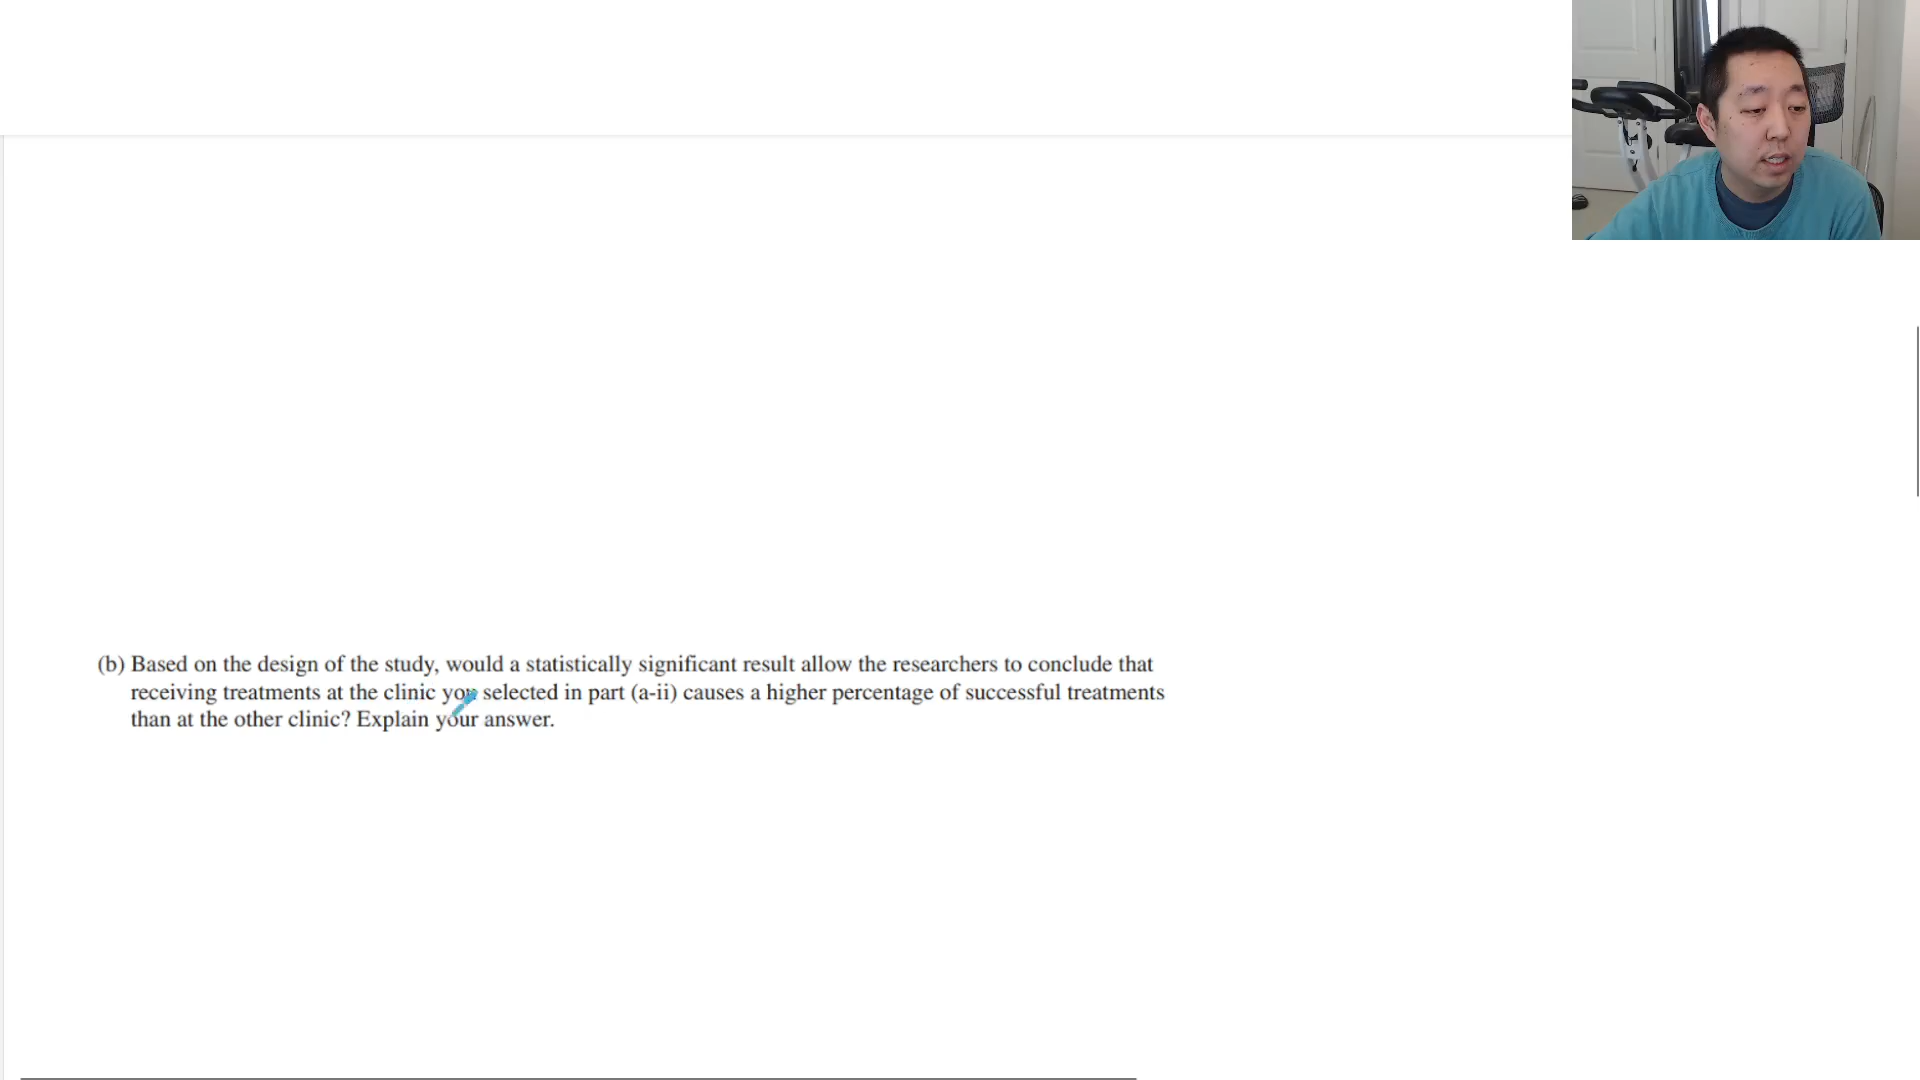 (b) Based on the design of the study, would a statistically significant result allow the researchers to conclude that
receiving treatments at the clinic you selected in part (a-ii) causes a higher percentage of successful treatments
than at the other clinic? Explain your answer.